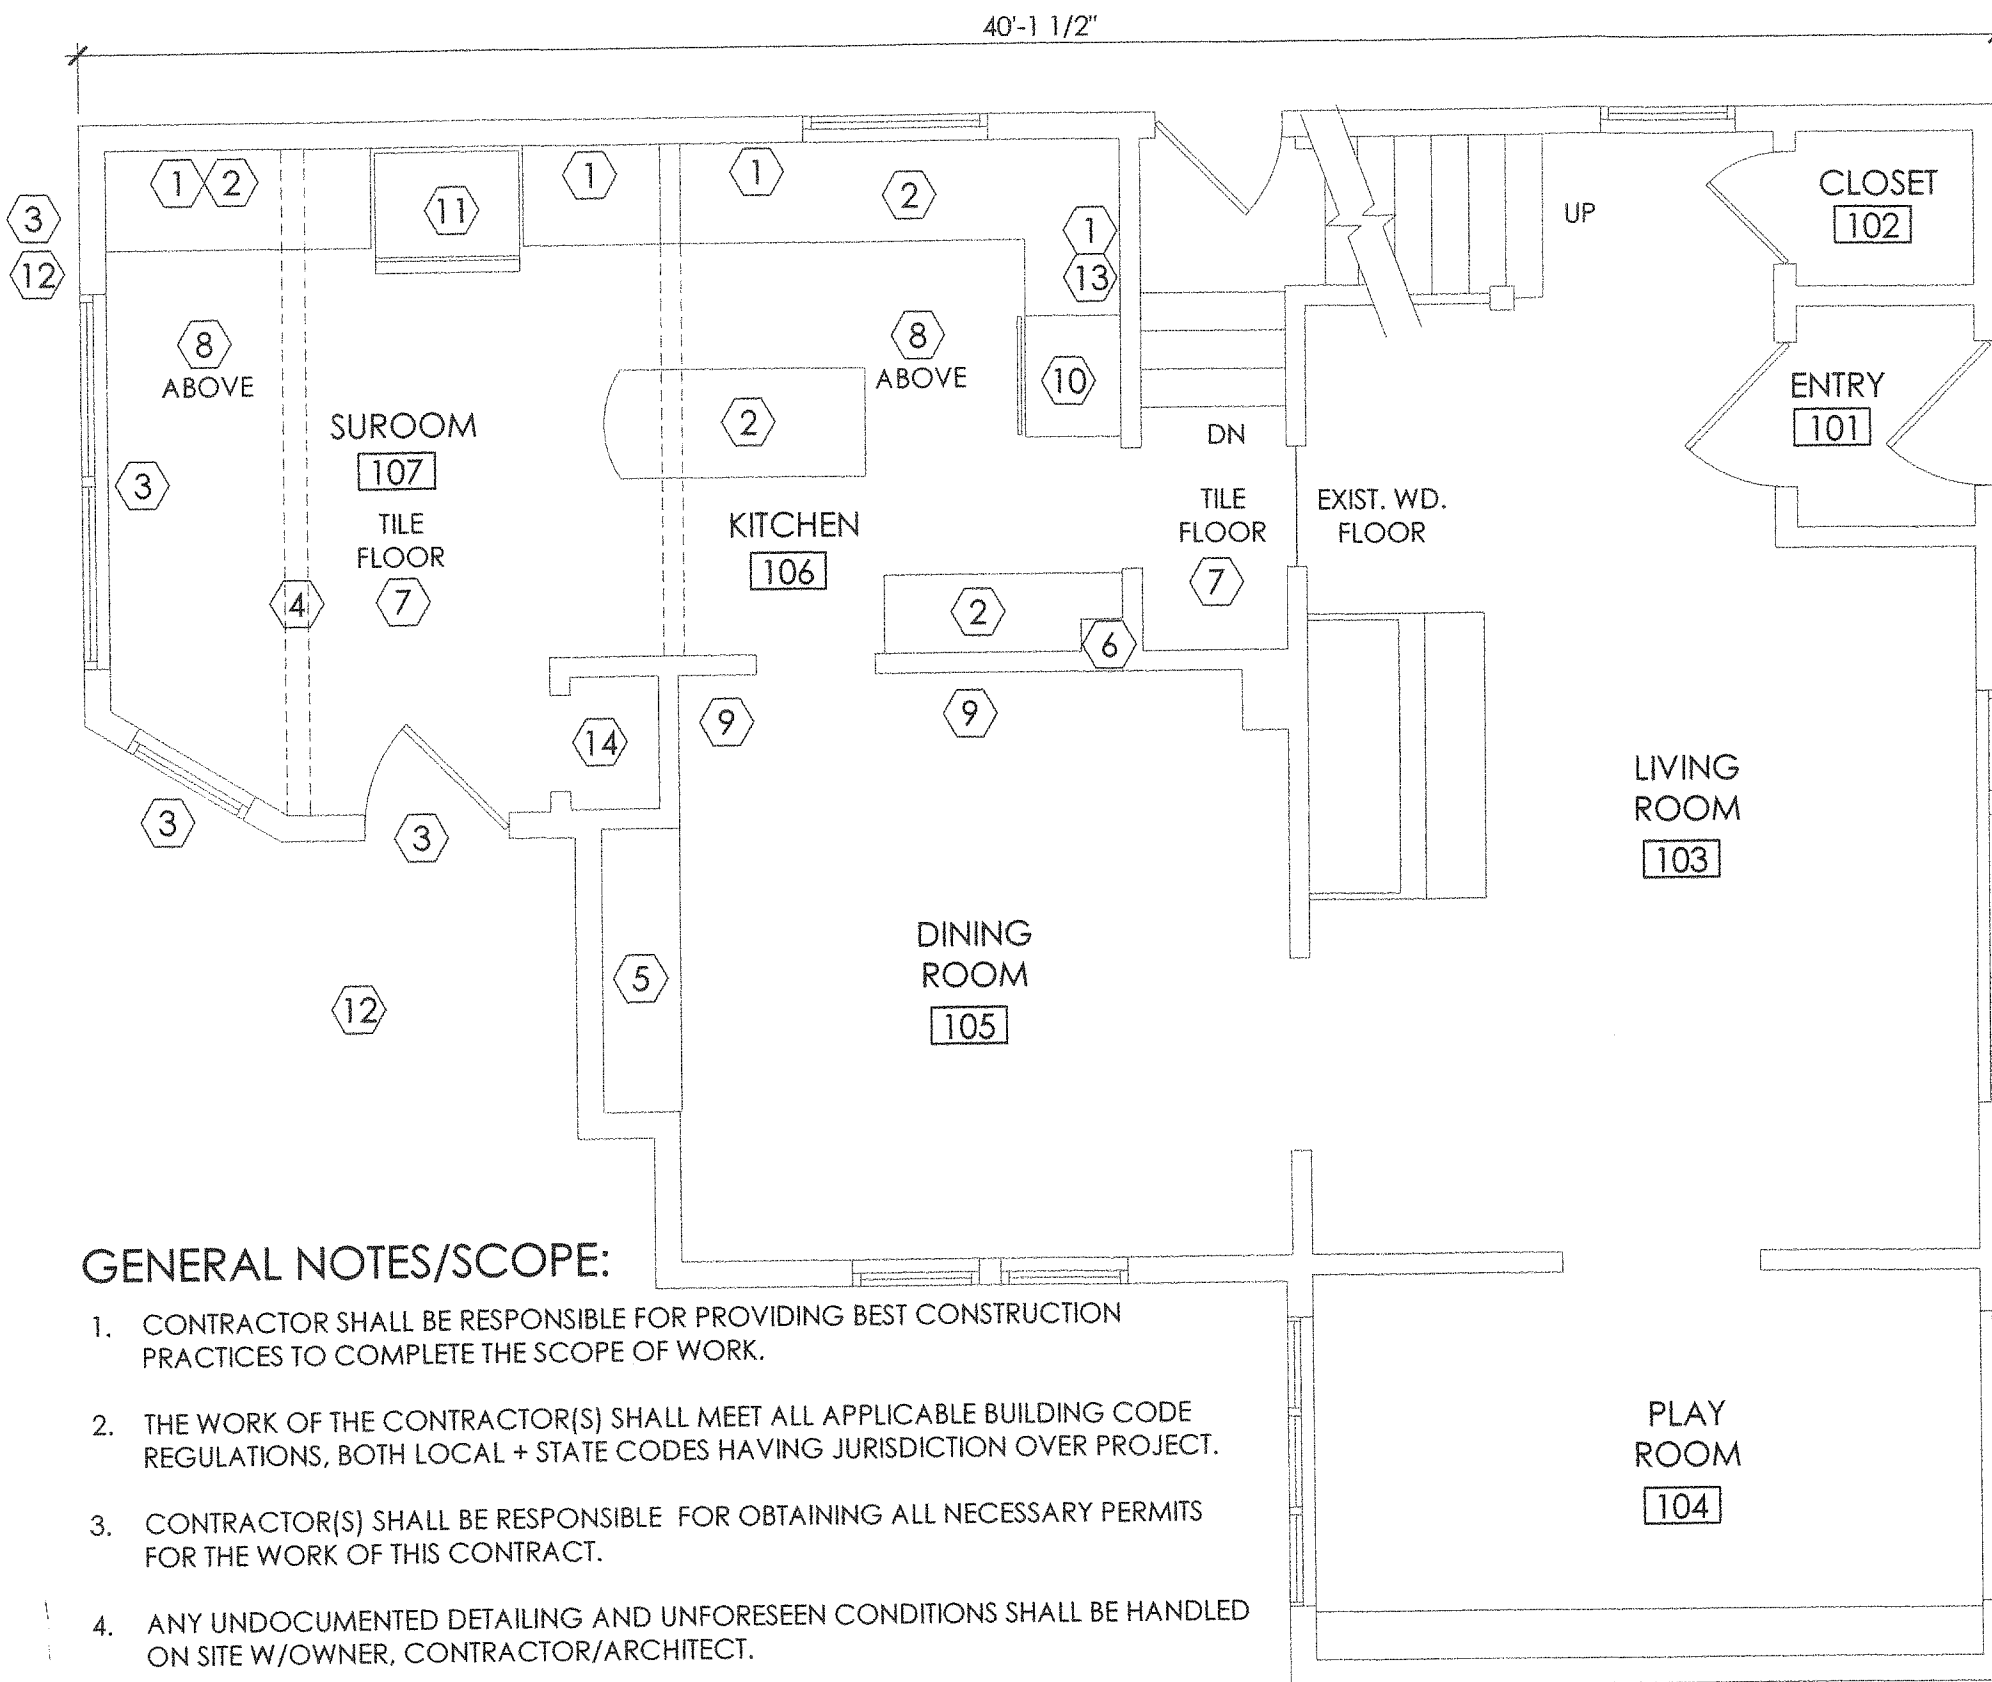 40'-1 1/2"
1 2
11
1
1
2
3
12
1
13
UP
CLOSET
102
8
ABOVE
8
ABOVE
10
ENTRY
101
SUROOM
107
2
DN
3
TILE
FLOOR
7
KITCHEN
106
TILE
FLOOR
7
EXIST. WD.
FLOOR
4
2
6
9
9
14
3
3
LIVING
ROOM
103
5
DINING
ROOM
105
12
GENERAL NOTES/SCOPE:
1. CONTRACTOR SHALL BE RESPONSIBLE FOR PROVIDING BEST CONSTRUCTION
PRACTICES TO COMPLETE THE SCOPE OF WORK.
2. THE WORK OF THE CONTRACTOR(S) SHALL MEET ALL APPLICABLE BUILDING CODE
REGULATIONS, BOTH LOCAL + STATE CODES HAVING JURISDICTION OVER PROJECT.
3. CONTRACTOR(S) SHALL BE RESPONSIBLE FOR OBTAINING ALL NECESSARY PERMITS
FOR THE WORK OF THIS CONTRACT.
4. ANY UNDOCUMENTED DETAILING AND UNFORESEEN CONDITIONS SHALL BE HANDLED
ON SITE W/OWNER, CONTRACTOR/ARCHITECT.
PLAY
ROOM
104